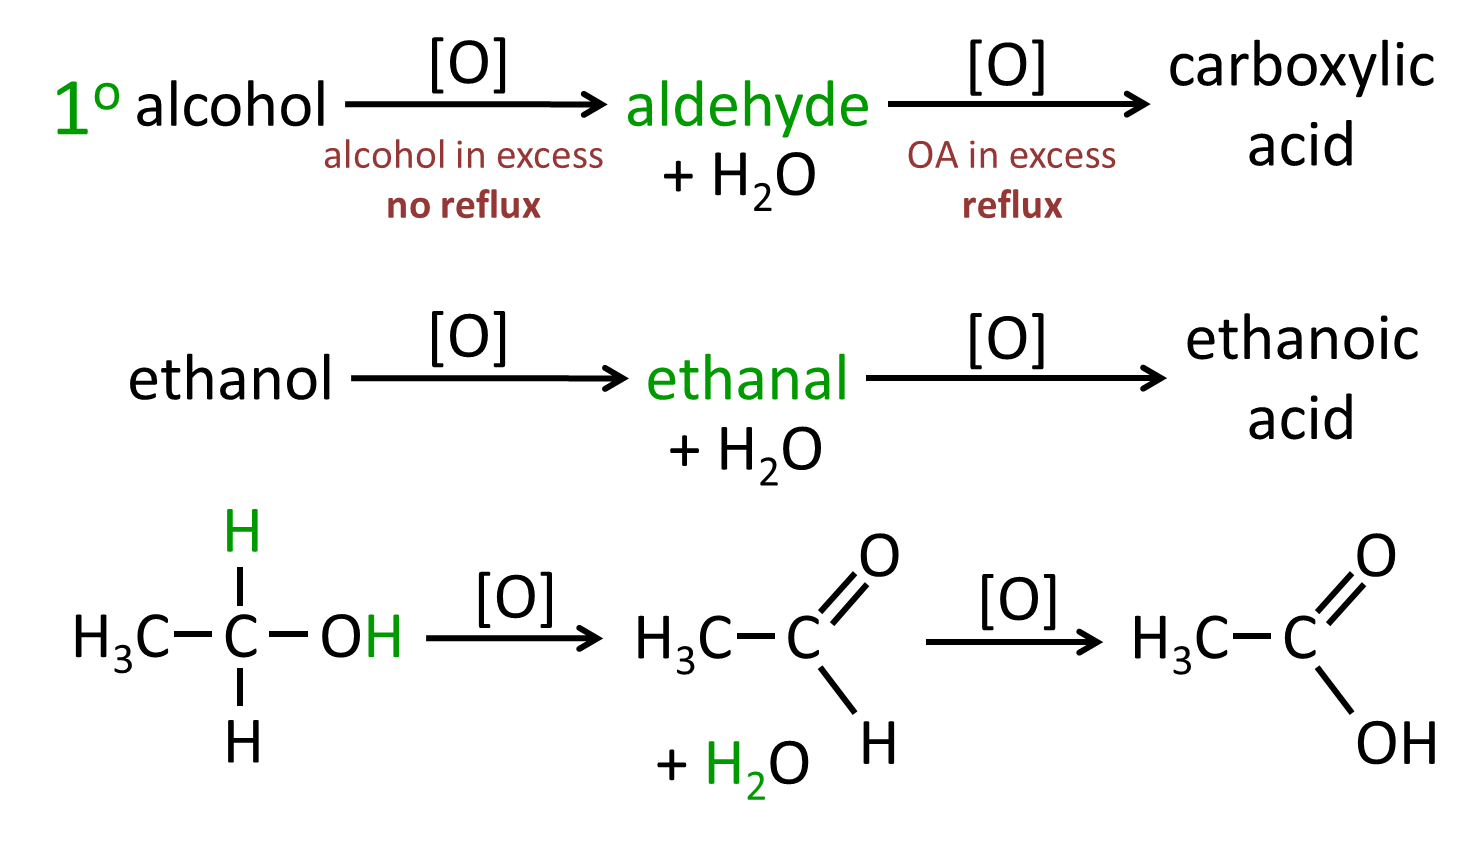 1º alcohol [O] aldehyde [O] carboxylic acid
alcohol in excess + H₂O OA in excess
no reflux reflux
ethanol [O] ethanal [O] ethanoic acid
+ H₂O
H
H₃C C OH [O] H₃C C O H [O] H₃C C O OH
H
+ H₂O